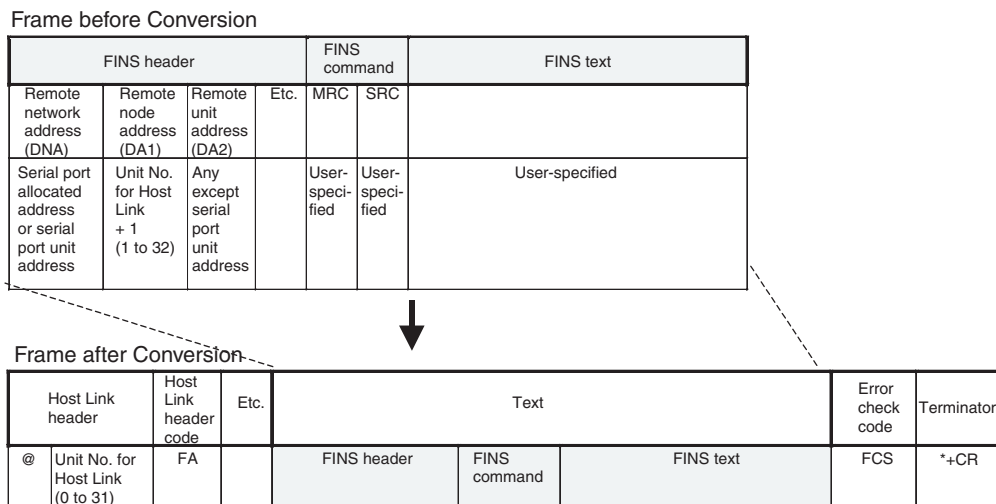 Frame before Conversion
FINS header
FINS
command
FINS text
Remote
network
address
(DNA)
Remote
node
address
(DA1)
Remote
unit
address
(DA2)
Etc.
MRC
SRC
Serial port
allocated
address
or serial
port unit
address
Unit No.
for Host
Link
+ 1
(1 to 32)
Any
except
serial
port
unit
address
User-
speci-
fied
User-
speci-
fied
User-specified
Frame after Conversion
Host Link
header
Host
Link
header
code
Etc.
Text
Error
check
code
Terminator
@
Unit No. for
Host Link
(0 to 31)
FA
FINS header
FINS
command
FINS text
FCS
*+CR